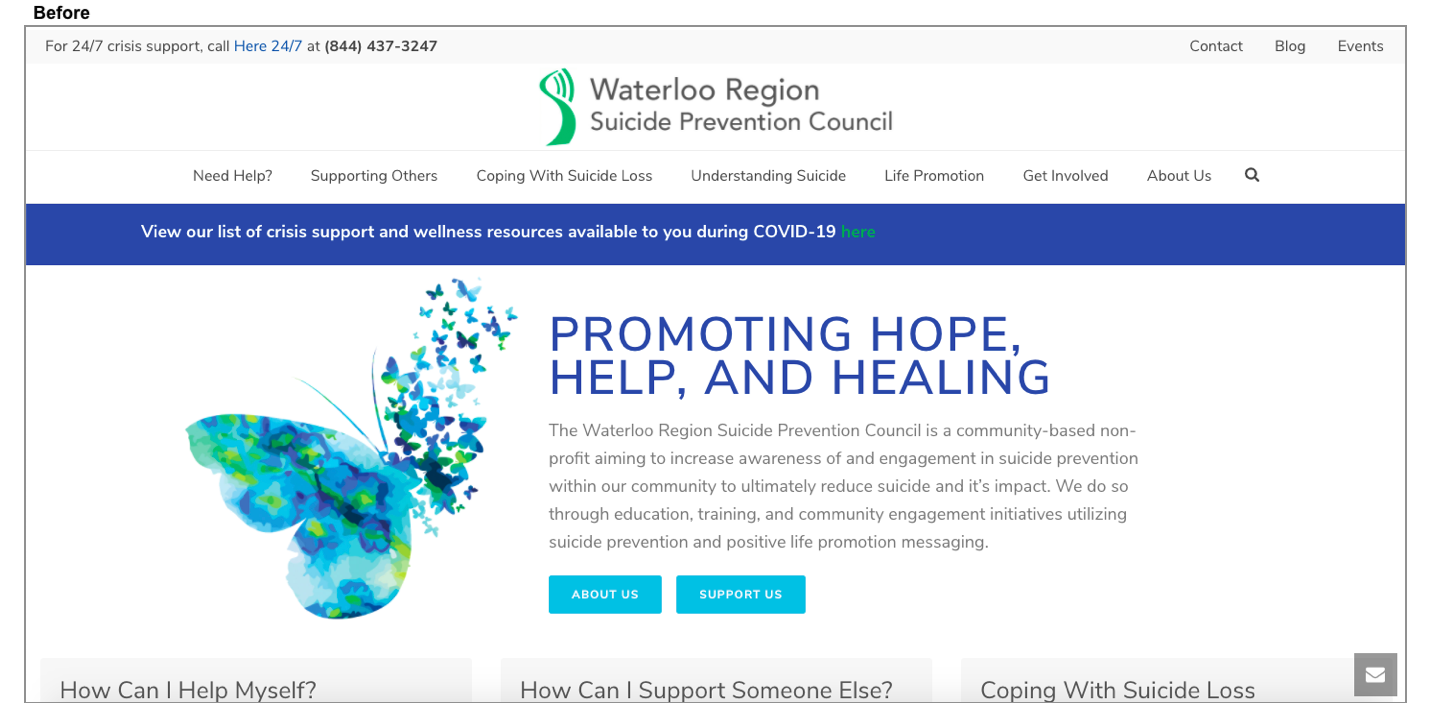 Before
For 24/7 crisis support, call Here 24/7 at (844) 437-3247
Contact Blog Events
Waterloo Region
Suicide Prevention Council
Need Help? Supporting Others Coping With Suicide Loss Understanding Suicide Life Promotion Get Involved About Us
View our list of crisis support and wellness resources available to you during COVID-19 here
PROMOTING HOPE,
HELP, AND HEALING
The Waterloo Region Suicide Prevention Council is a community-based non-
profit aiming to increase awareness of and engagement in suicide prevention
within our community to ultimately reduce suicide and it's impact. We do so
through education, training, and community engagement initiatives utilizing
suicide prevention and positive life promotion messaging.
ABOUT US SUPPORT US
How Can I Help Myself? How Can I Support Someone Else? Coping With Suicide Loss